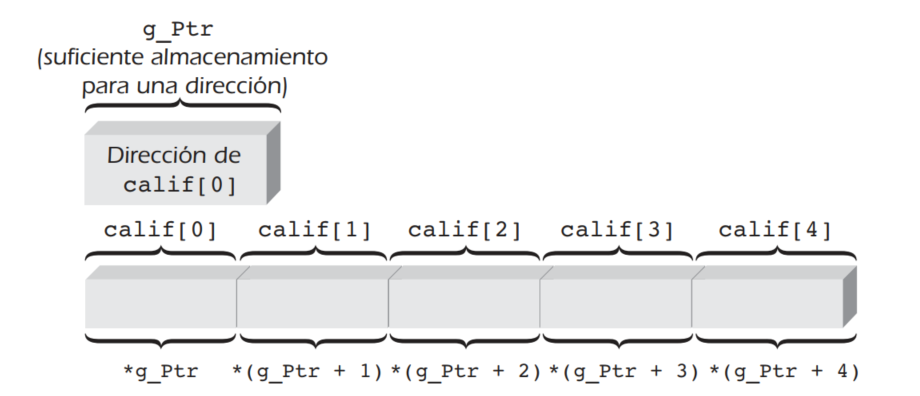 g_Ptr
(suficiente almacenamiento
para una dirección)
Dirección de
calif[0]
calif[0] calif[1] calif[2] calif[3] calif[4]
*g_Ptr *(g_Ptr + 1) *(g_Ptr + 2) *(g_Ptr + 3) *(g_Ptr + 4)